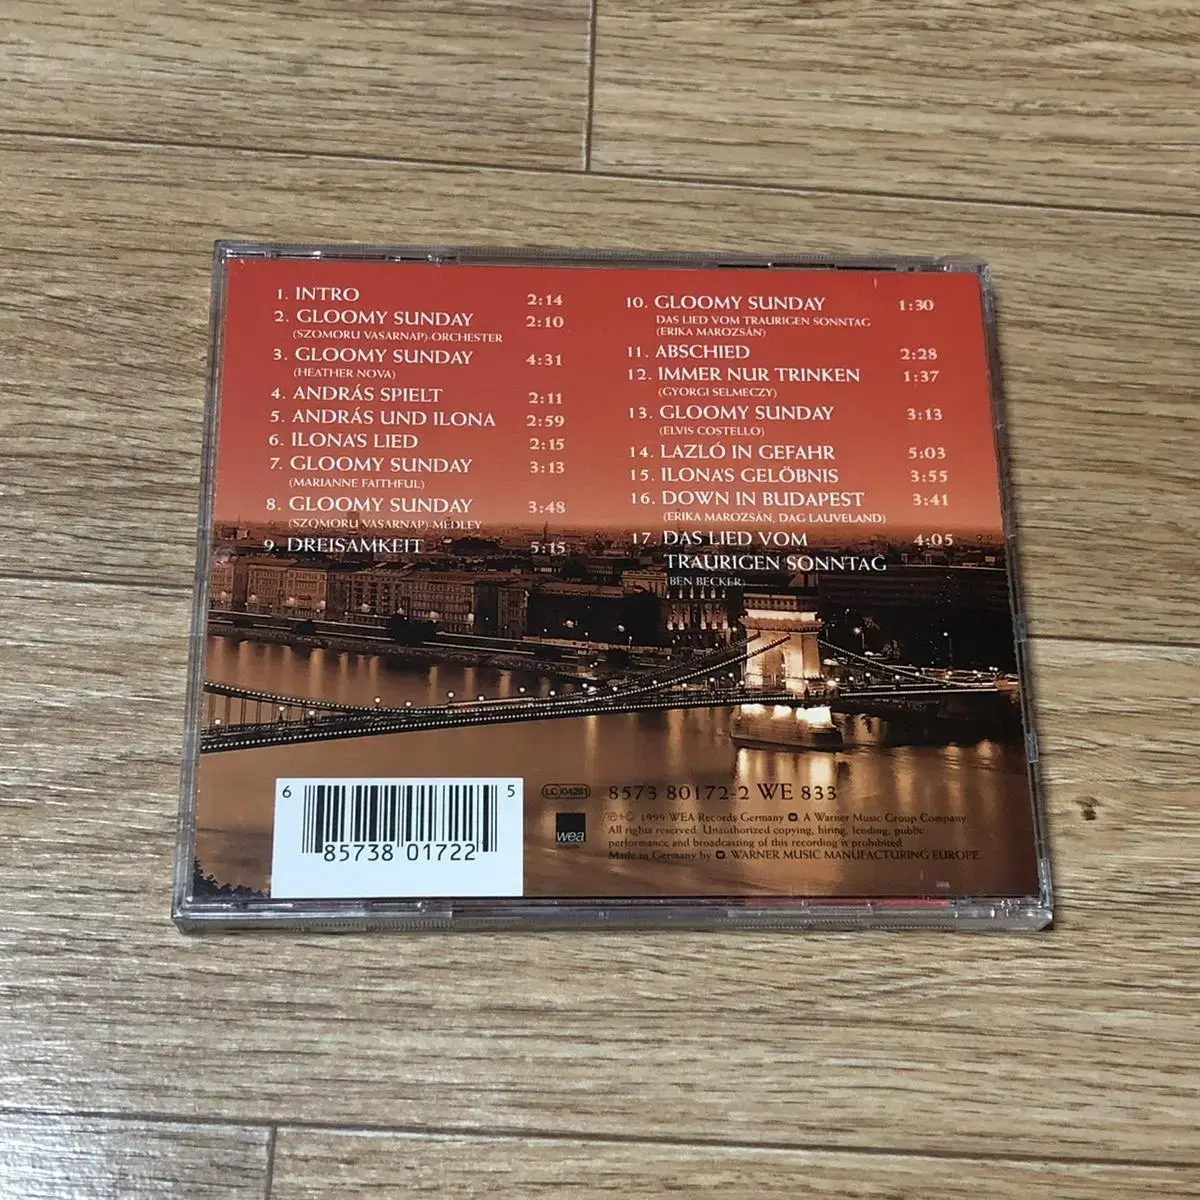 1. INTRO 2:14
2. GLOOMY SUNDAY 2:10
(SZOMORU VASARNAP)-ORCHESTER
3. GLOOMY SUNDAY 4:31
(HEATHER NOVA)
4. ANDRÁS SPIELT 2:11
5. ANDRÁS UND ILONA 2:59
6. ILONA'S LIED 2:15
7. GLOOMY SUNDAY 3:13
(MARIANNE FAITHFUL)
8. GLOOMY SUNDAY 3:48
(SZOMORU VASARNAP)-MEDLEY
9. DREISAMKEIT 5:15
10. GLOOMY SUNDAY 1:30
DAS LIED VOM TRAURIGEN SONNTAG
(ERIKA MAROZSÁN)
11. ABSCHIED 2:28
12. IMMER NUR TRINKEN 1:37
(GYORGI SELMECZY)
13. GLOOMY SUNDAY 3:13
(ELVIS COSTELLO)
14. LAZLÓ IN GEFAHR 5:03
15. ILONA'S GELÖBNIS 3:55
16. DOWN IN BUDAPEST 3:41
(ERIKA MAROZSÁN, DAG LAUVELAND)
17. DAS LIED VOM 4:05
TRAURIGEN SONNTAG
(BEN BECKER)
6 85738 01722 5
LC 04281
8573 80172-2 WE 833
wea
℗+© 1999 WEA Records Germany A Warner Music Group Company
All rights reserved. Unauthorized copying, hiring, lending, public
performance and broadcasting of this recording is prohibited
Made in Germany by WARNER MUSIC MANUFACTURING EUROPE